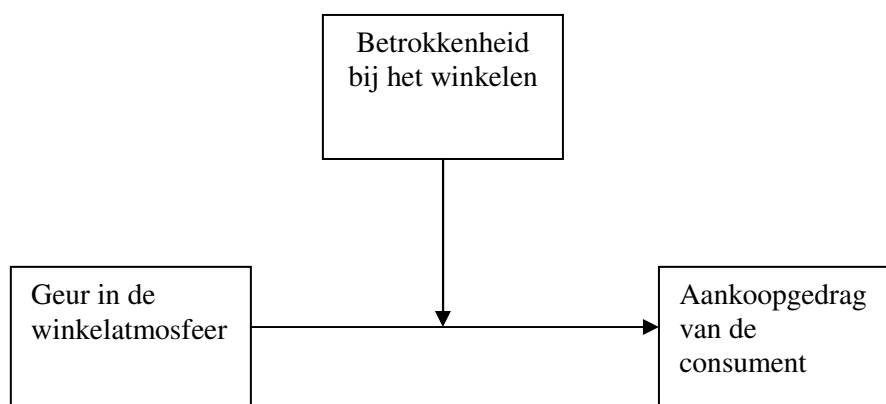 Betrokkenheid
bij het winkelen
Geur in de
winkelatmosfeer
Aankoopgedrag
van de
consument